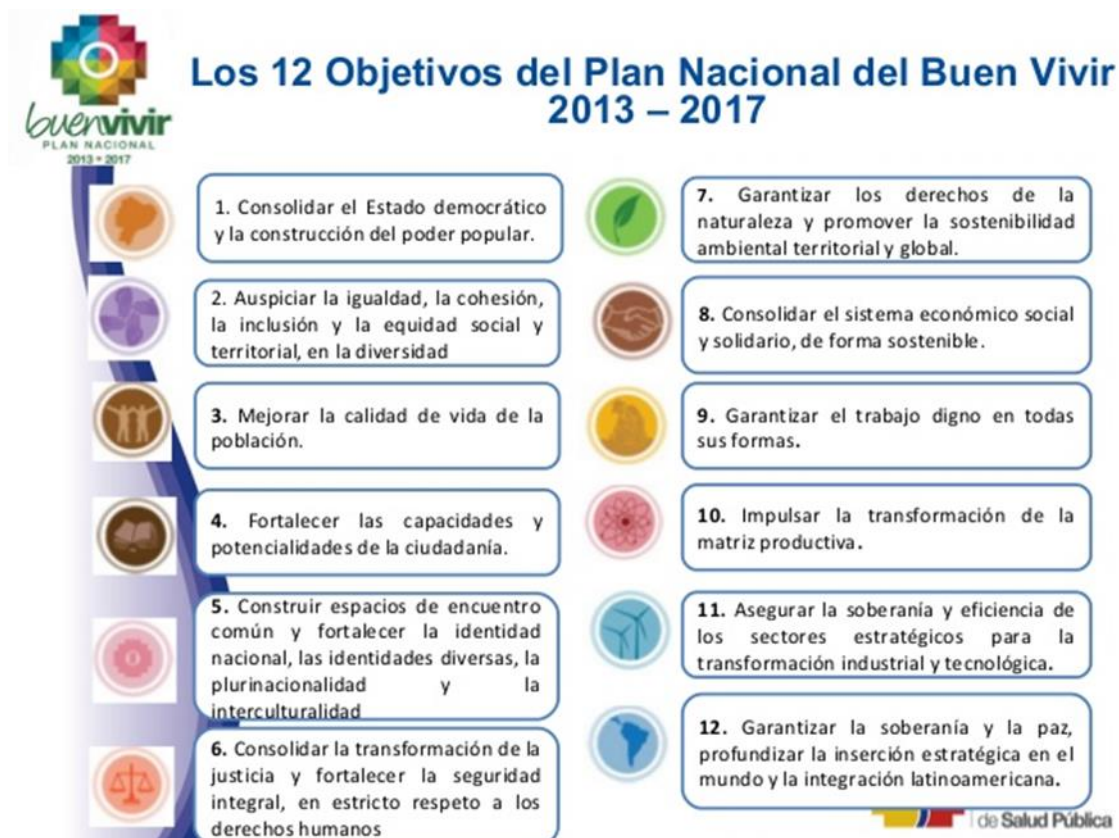 buenvivir
PLAN NACIONAL
2013 • 2017
Los 12 Objetivos del Plan Nacional del Buen Vivir
2013 – 2017
1. Consolidar el Estado democrático
y la construcción del poder popular.
2. Auspiciar la igualdad, la cohesión,
la inclusión y la equidad social y
territorial, en la diversidad
3. Mejorar la calidad de vida de la
población.
4. Fortalecer las capacidades y
potencialidades de la ciudadanía.
5. Construir espacios de encuentro
común y fortalecer la identidad
nacional, las identidades diversas, la
plurinacionalidad y la
interculturalidad
6. Consolidar la transformación de la
justicia y fortalecer la seguridad
integral, en estricto respeto a los
derechos humanos
7. Garantizar los derechos de la
naturaleza y promover la sostenibilidad
ambiental territorial y global.
8. Consolidar el sistema económico social
y solidario, de forma sostenible.
9. Garantizar el trabajo digno en todas
sus formas.
10. Impulsar la transformación de la
matriz productiva.
11. Asegurar la soberanía y eficiencia de
los sectores estratégicos para la
transformación industrial y tecnológica.
12. Garantizar la soberanía y la paz,
profundizar la inserción estratégica en el
mundo y la integración latinoamericana.
de Salud Pública